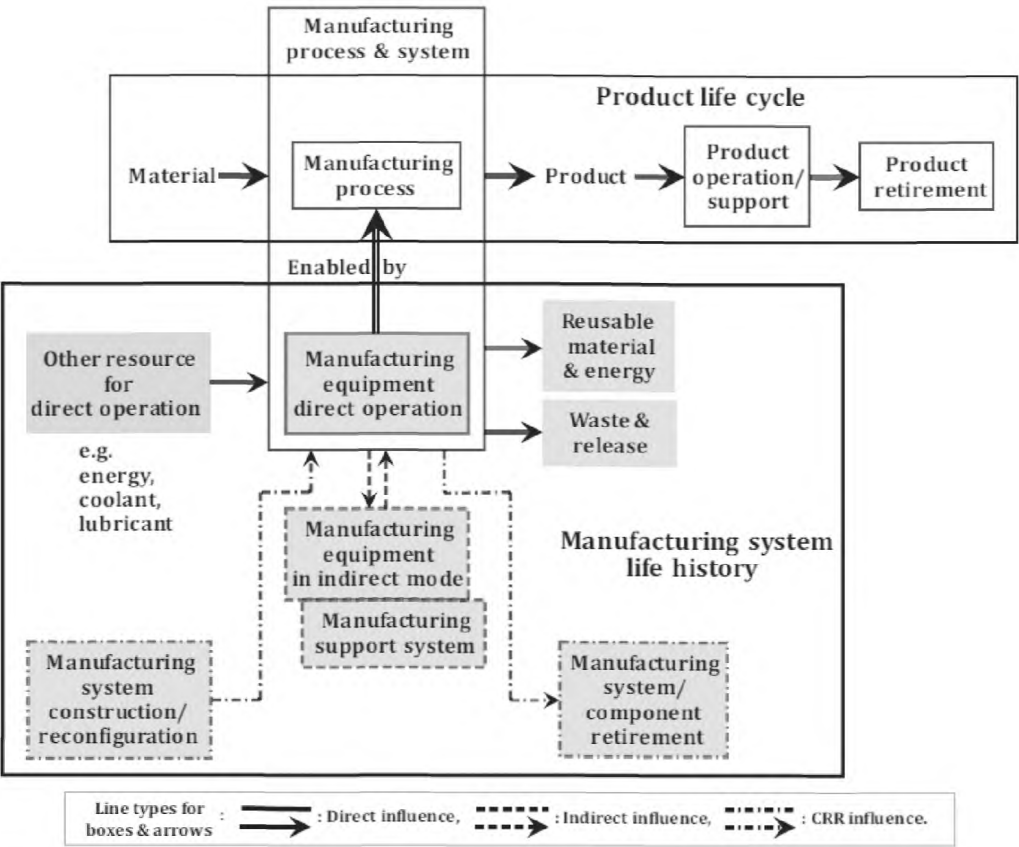 Manufacturing
process & system
Product life cycle
Material
Manufacturing
process
Product
Product
operation/
support
Product
retirement
Enabled by
Other resource
for
direct operation
e.g.
energy,
coolant,
lubricant
Manufacturing
equipment
direct operation
Reusable
material
& energy
Waste &
release
Manufacturing
equipment
in indirect mode
Manufacturing
support system
Manufacturing system
life history
Manufacturing
system
construction/
reconfiguration
Manufacturing
system/
component
retirement
Line types for
boxes & arrows
: : Direct influence, : Indirect influence, : CRR influence.